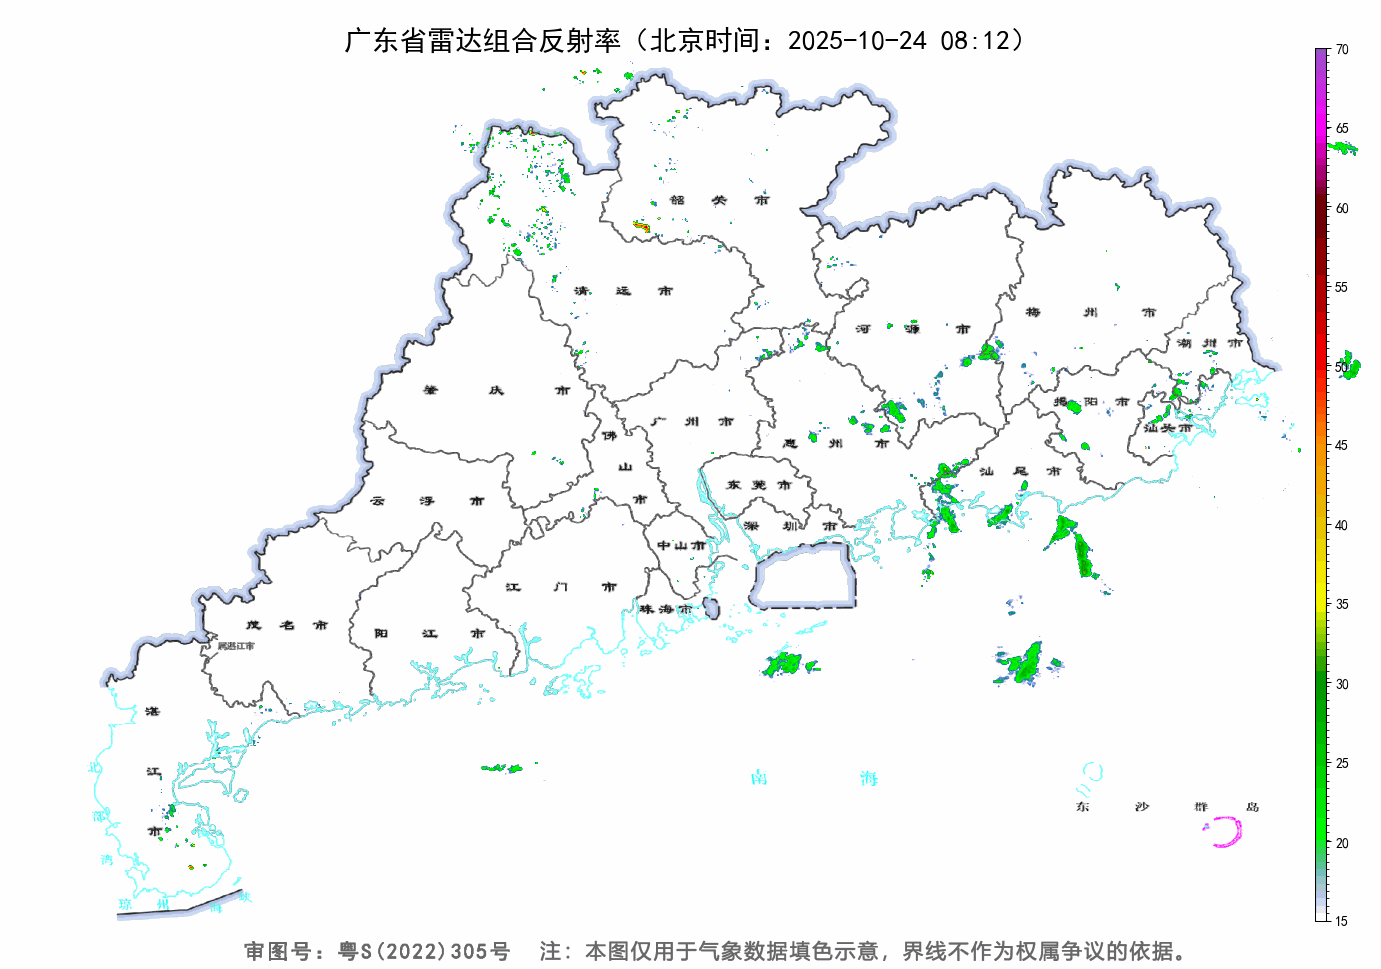 广东省雷达组合反射率（北京时间：2025-10-24 08:12）
70
65
60
55
50
45
40
35
30
25
20
15
韶关市
清远市
河源市
梅州市
潮州市
肇庆市
广州市
佛山市
惠州市
揭阳市
汕头市
云浮市
东莞市
汕尾市
深圳市
中山市
江门市
珠海市
茂名市
阳江市
属湛江市
湛江市
北部湾
南海
东沙群岛
琼州海峡
审图号：粤S(2022)305号 注：本图仅用于气象数据填色示意，界线不作为权属争议的依据。